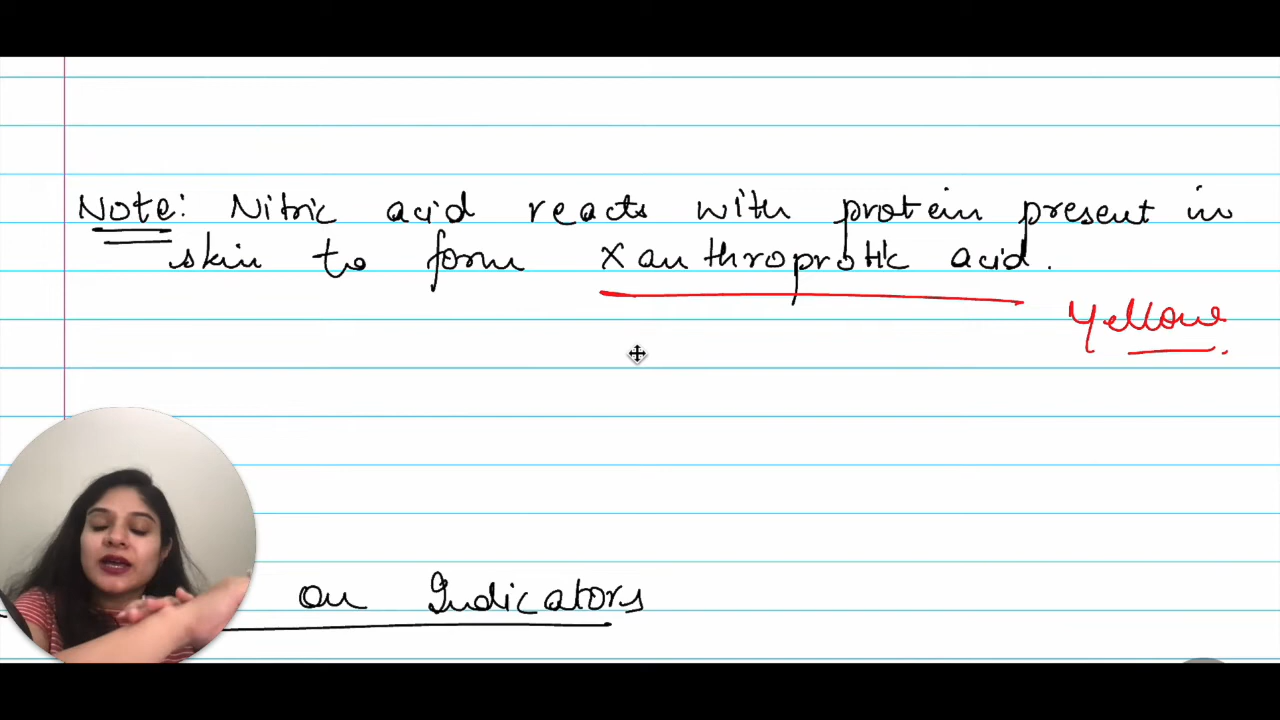 Note: Nitric acid reacts with protein present in
skin to form xanthroprotic acid.
Yellow
on Indicators